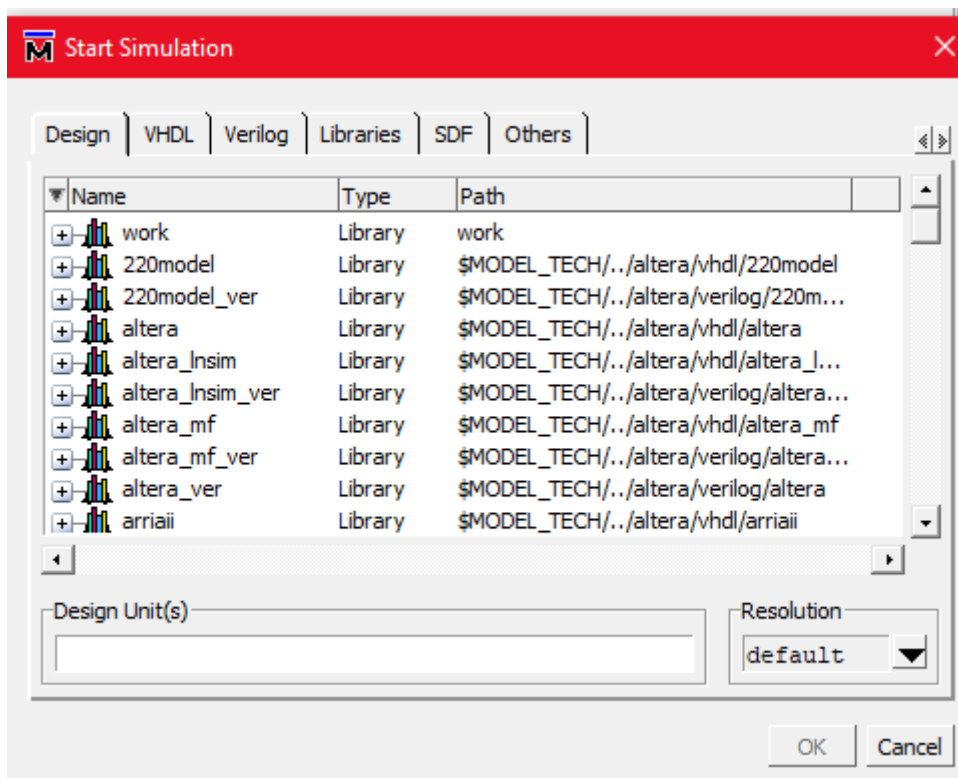 Start Simulation
Design VHDL Verilog Libraries SDF Others
Name Type Path
work Library work
220model Library $MODEL_TECH/../altera/vhdl/220model
220model_ver Library $MODEL_TECH/../altera/verilog/220m...
altera Library $MODEL_TECH/../altera/vhdl/altera
altera_lnsim Library $MODEL_TECH/../altera/vhdl/altera_l...
altera_lnsim_ver Library $MODEL_TECH/../altera/verilog/altera...
altera_mf Library $MODEL_TECH/../altera/vhdl/altera_mf
altera_mf_ver Library $MODEL_TECH/../altera/verilog/altera...
altera_ver Library $MODEL_TECH/../altera/verilog/altera
arriaii Library $MODEL_TECH/../altera/vhdl/arriaii
Design Unit(s) Resolution
default
OK Cancel